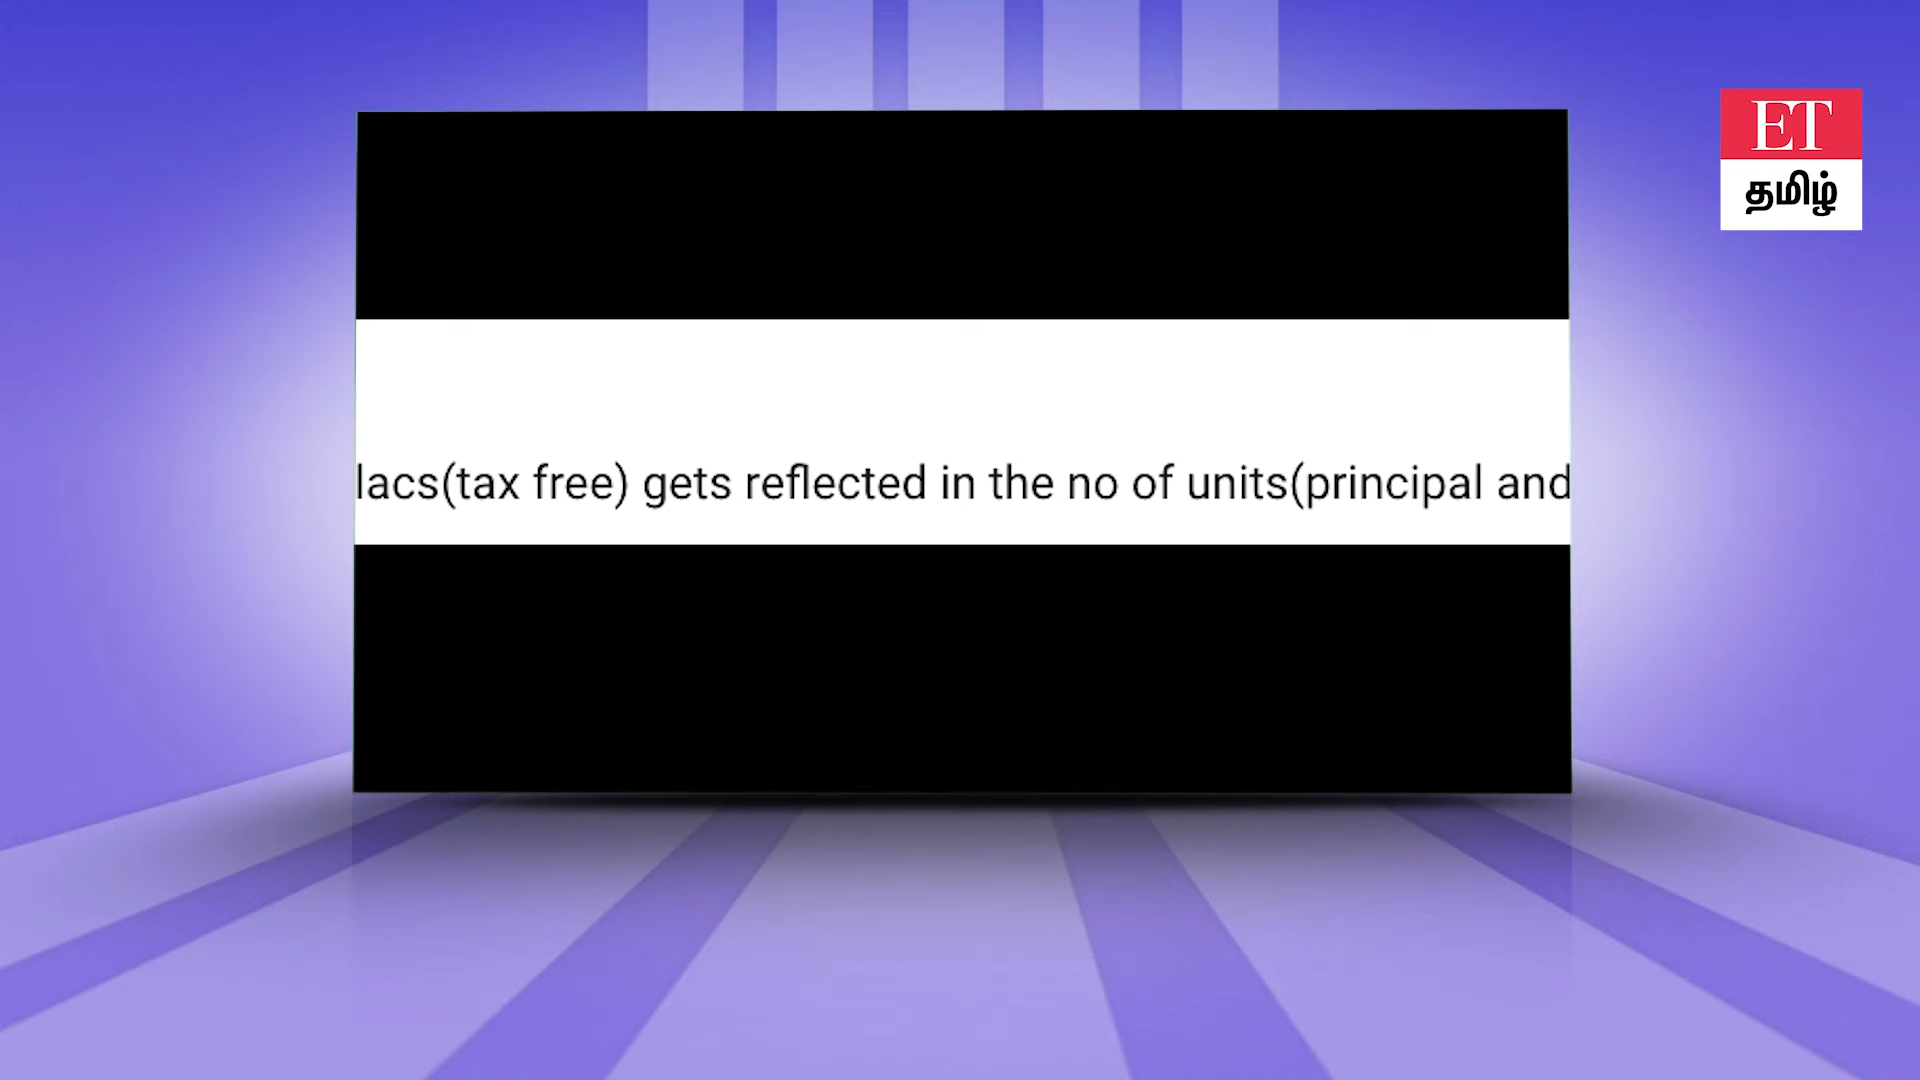 ET
தமிழ்
lacs(tax free) gets reflected in the no of units(principal and